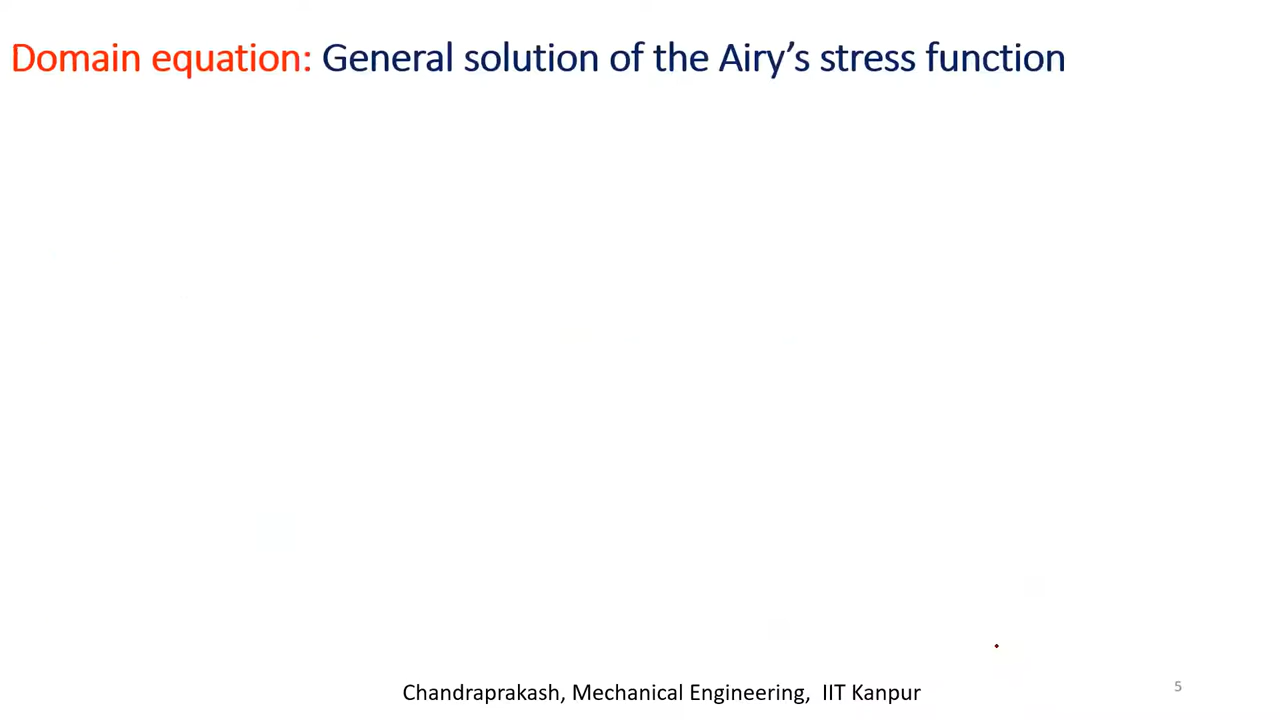 Domain equation: General solution of the Airy’s stress function
Chandraprakash, Mechanical Engineering, IIT Kanpur
5